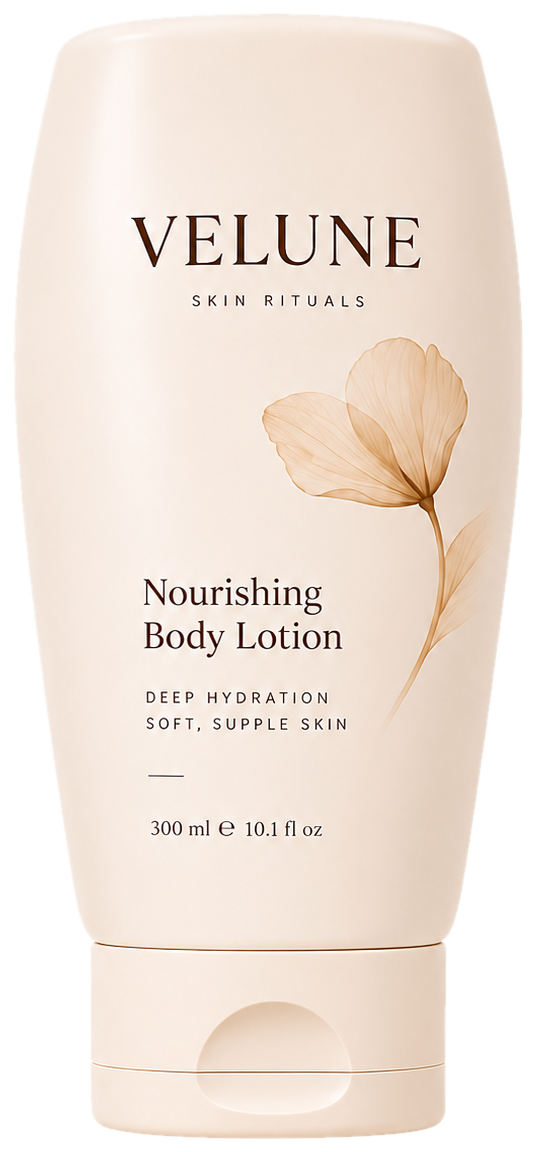 VELUNE
SKIN RITUALS
Nourishing
Body Lotion
DEEP HYDRATION
SOFT, SUPPLE SKIN
300 ml ℮ 10.1 fl oz